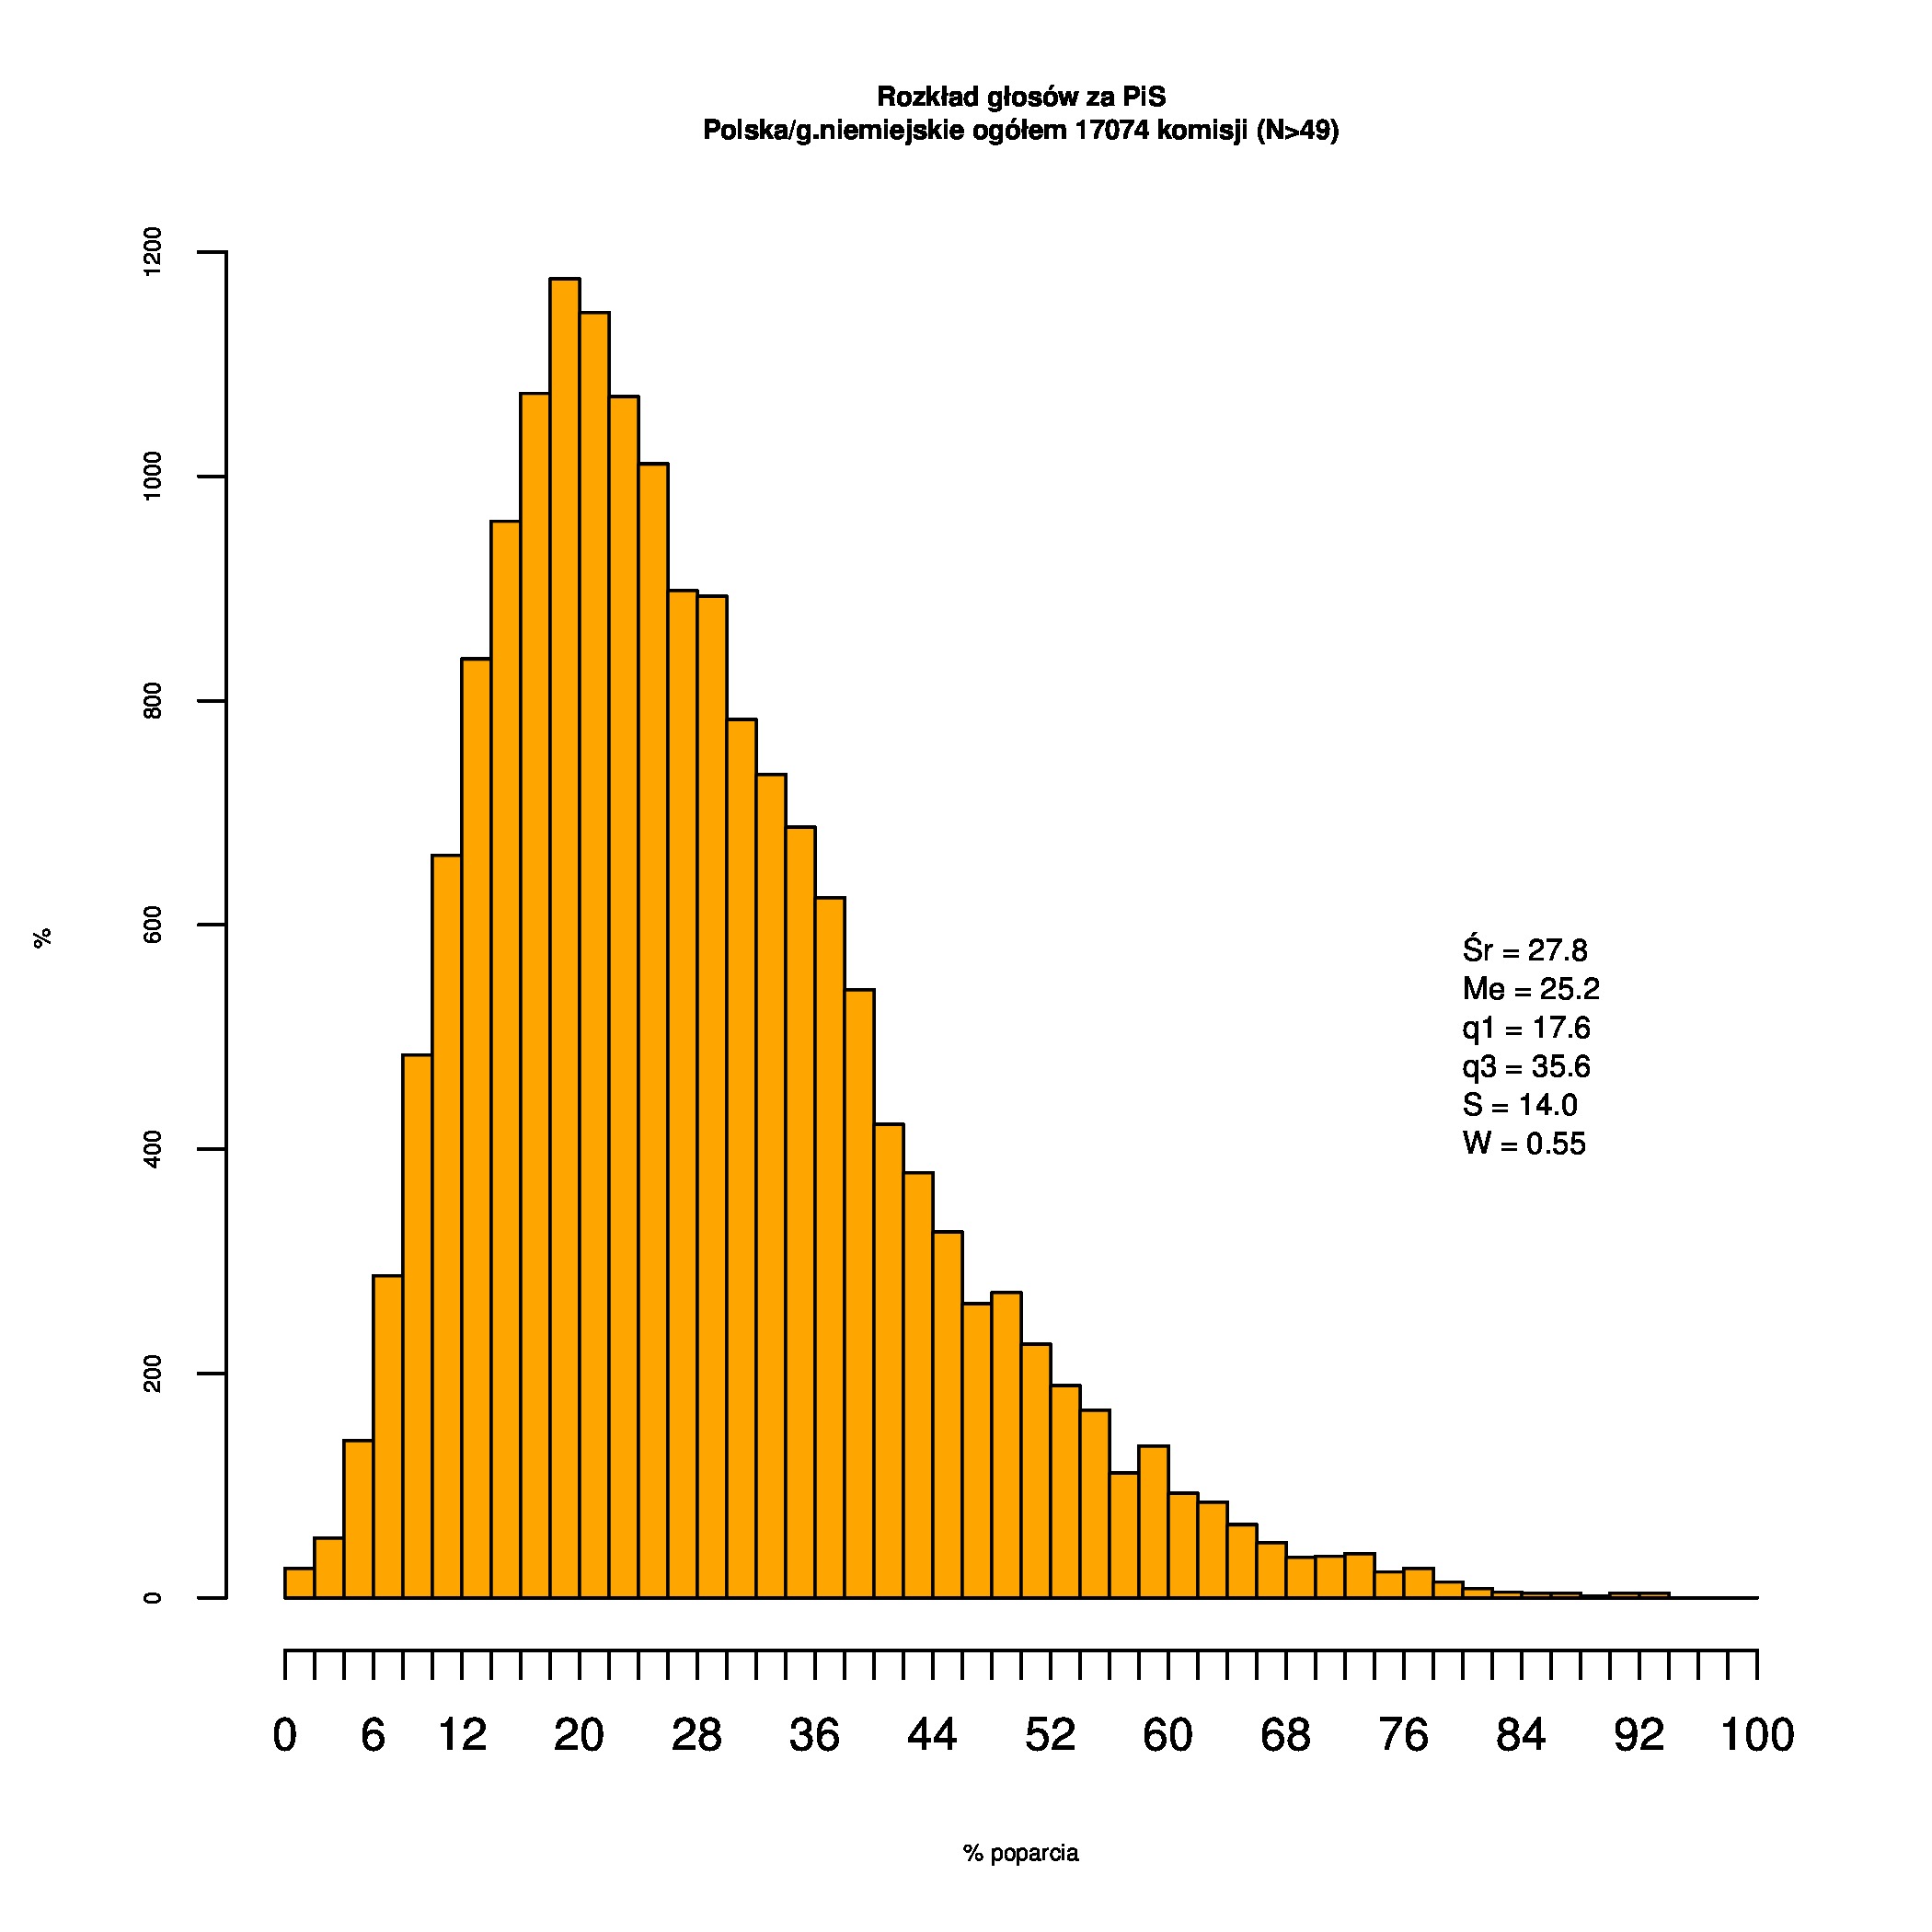 Rozkład głosów za PiS
Polska/g.niemiejskie ogółem 17074 komisji (N>49)
%
1200
1000
800
600
400
200
0
Śr = 27.8
Me = 25.2
q1 = 17.6
q3 = 35.6
S = 14.0
W = 0.55
0 6 12 20 28 36 44 52 60 68 76 84 92 100
% poparcia